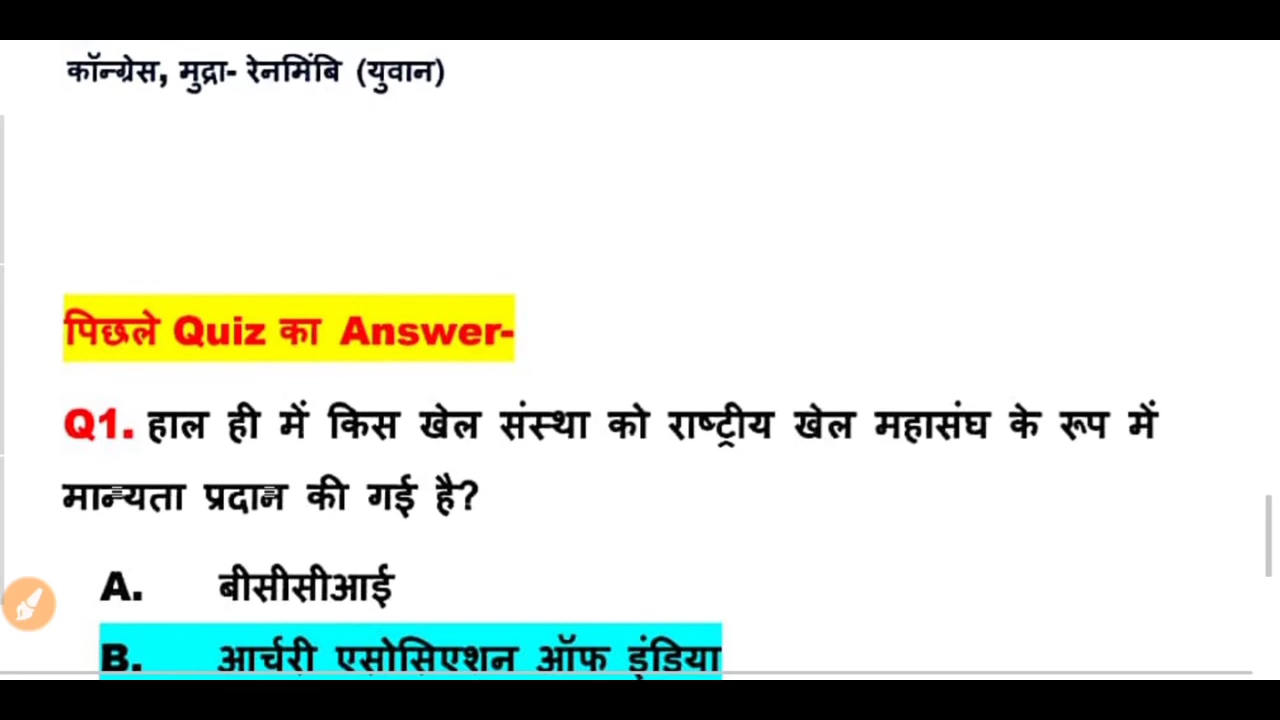 कॉन्ग्रेस, मुद्रा- रेनमिंबि (युवान)
पिछले Quiz का Answer-
Q1. हाल ही में किस खेल संस्था को राष्ट्रीय खेल महासंघ के रूप में
मान्यता प्रदान की गई है?
A. बीसीसीआई
B. आर्चरी एसोसिएशन ऑफ इंडिया